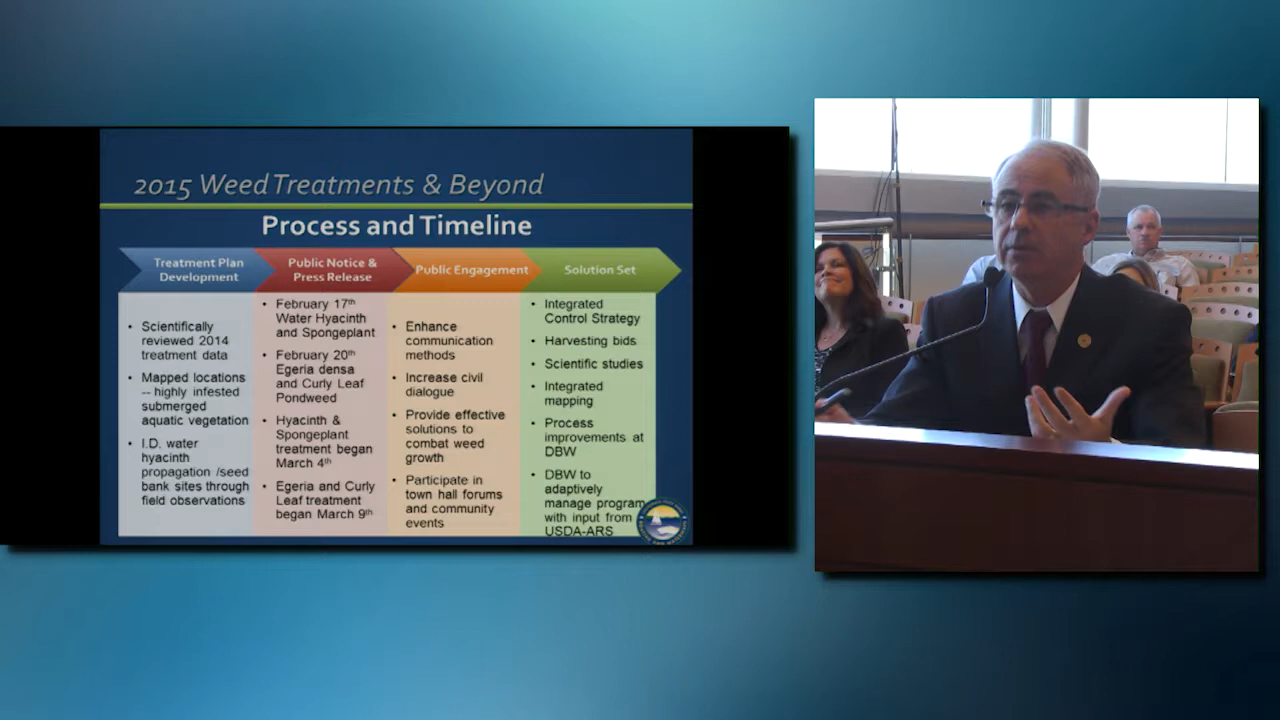 2015 Weed Treatments & Beyond
Process and Timeline
Treatment Plan
Development
• Scientifically
reviewed 2014
treatment data
• Mapped locations
-- highly infested
submerged
aquatic vegetation
• I.D. water
hyacinth
propagation /seed
bank sites through
field observations
Public Notice &
Press Release
• February 17th
Water Hyacinth
and Spongeplant
• February 20th
Egeria densa
and Curly Leaf
Pondweed
• Hyacinth &
Spongeplant
treatment began
March 4th
• Egeria and Curly
Leaf treatment
began March 9th
Public Engagement
• Enhance
communication
methods
• Increase civil
dialogue
• Provide effective
solutions to
combat weed
growth
• Participate in
town hall forums
and community
events
Solution Set
• Integrated
Control Strategy
• Harvesting bids
• Scientific studies
• Integrated
mapping
• Process
improvements at
DBW
• DBW to
adaptively
manage program
with input from
USDA-ARS